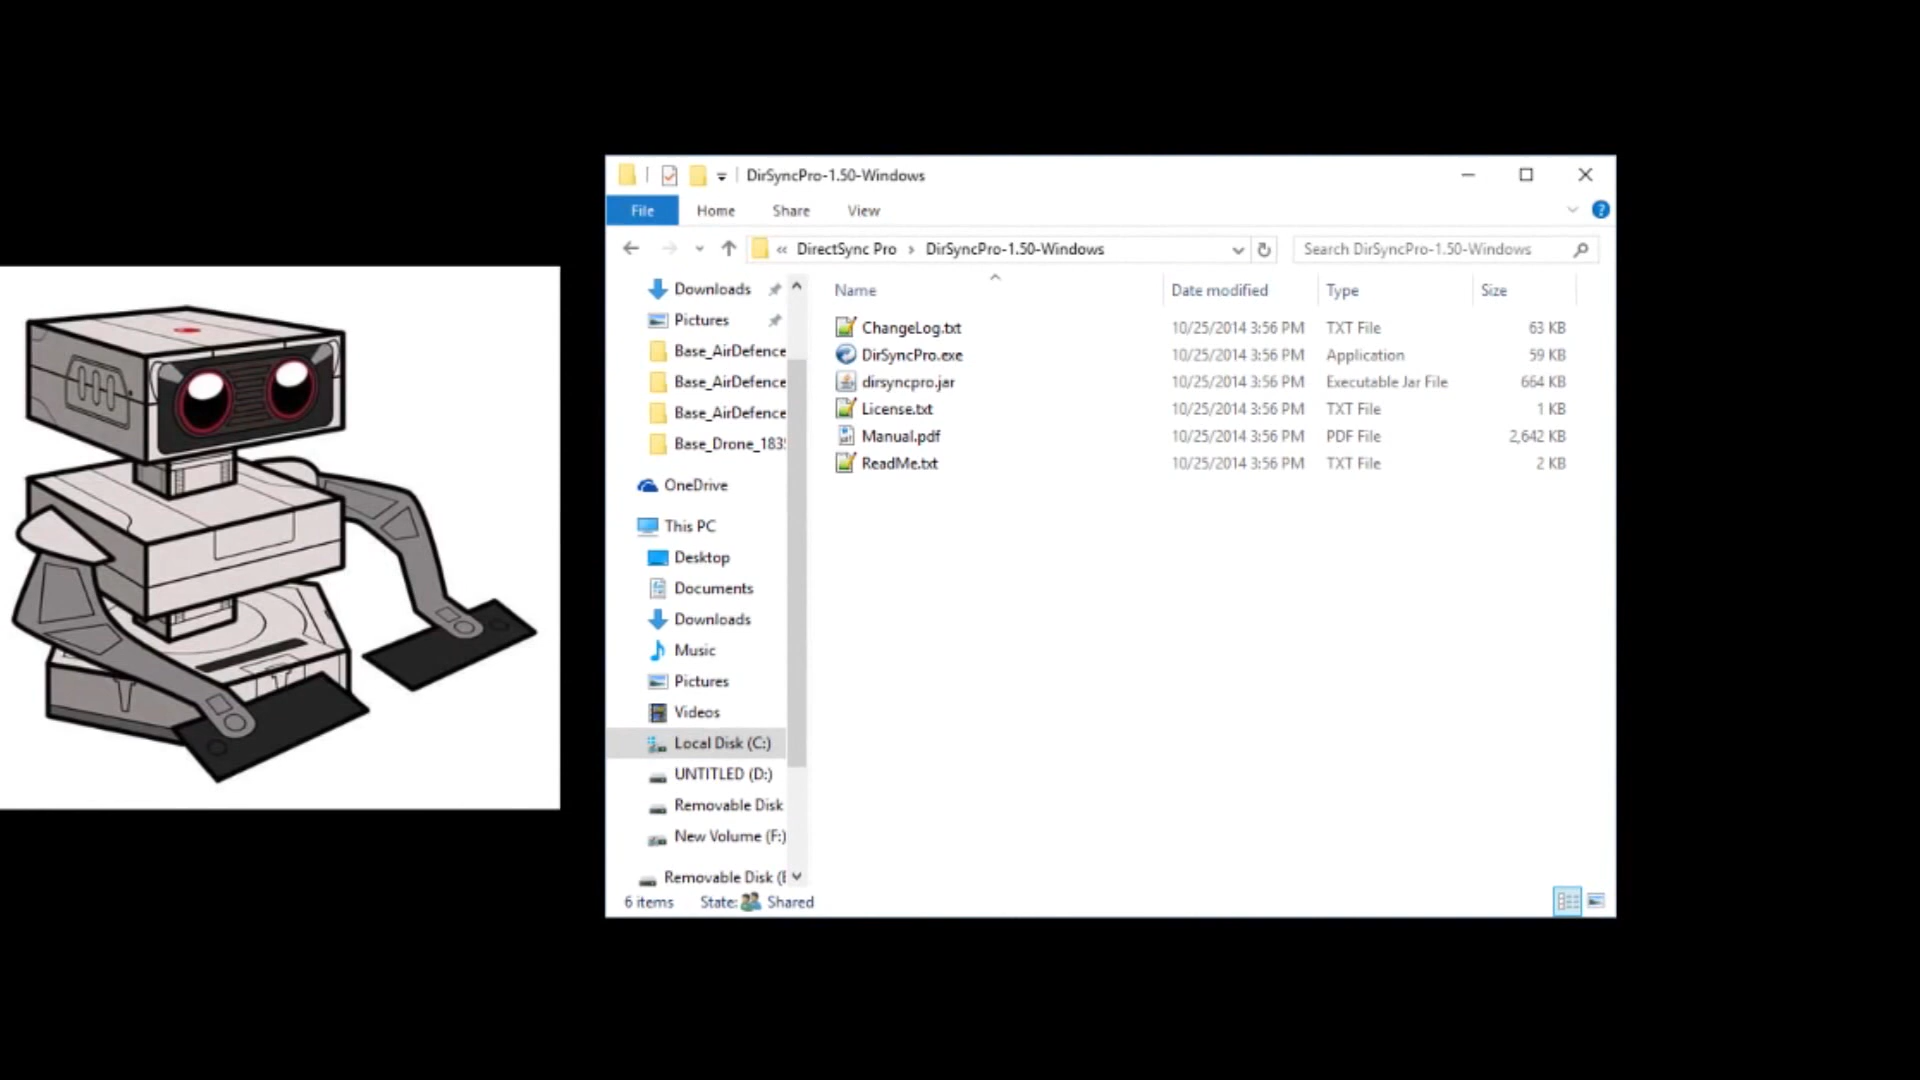 DirSyncPro-1.50-Windows
File Home Share View
« DirectSync Pro › DirSyncPro-1.50-Windows Search DirSyncPro-1.50-Windows
Downloads
Pictures
Base_AirDefence
Base_AirDefence
Base_AirDefence
Base_Drone_183
OneDrive
This PC
Desktop
Documents
Downloads
Music
Pictures
Videos
Local Disk (C:)
UNTITLED (D:)
Removable Disk
New Volume (F:)
Removable Disk (
Name Date modified Type Size
ChangeLog.txt 10/25/2014 3:56 PM TXT File 63 KB
DirSyncPro.exe 10/25/2014 3:56 PM Application 59 KB
dirsyncpro.jar 10/25/2014 3:56 PM Executable Jar File 664 KB
License.txt 10/25/2014 3:56 PM TXT File 1 KB
Manual.pdf 10/25/2014 3:56 PM PDF File 2,642 KB
ReadMe.txt 10/25/2014 3:56 PM TXT File 2 KB
6 items State: Shared